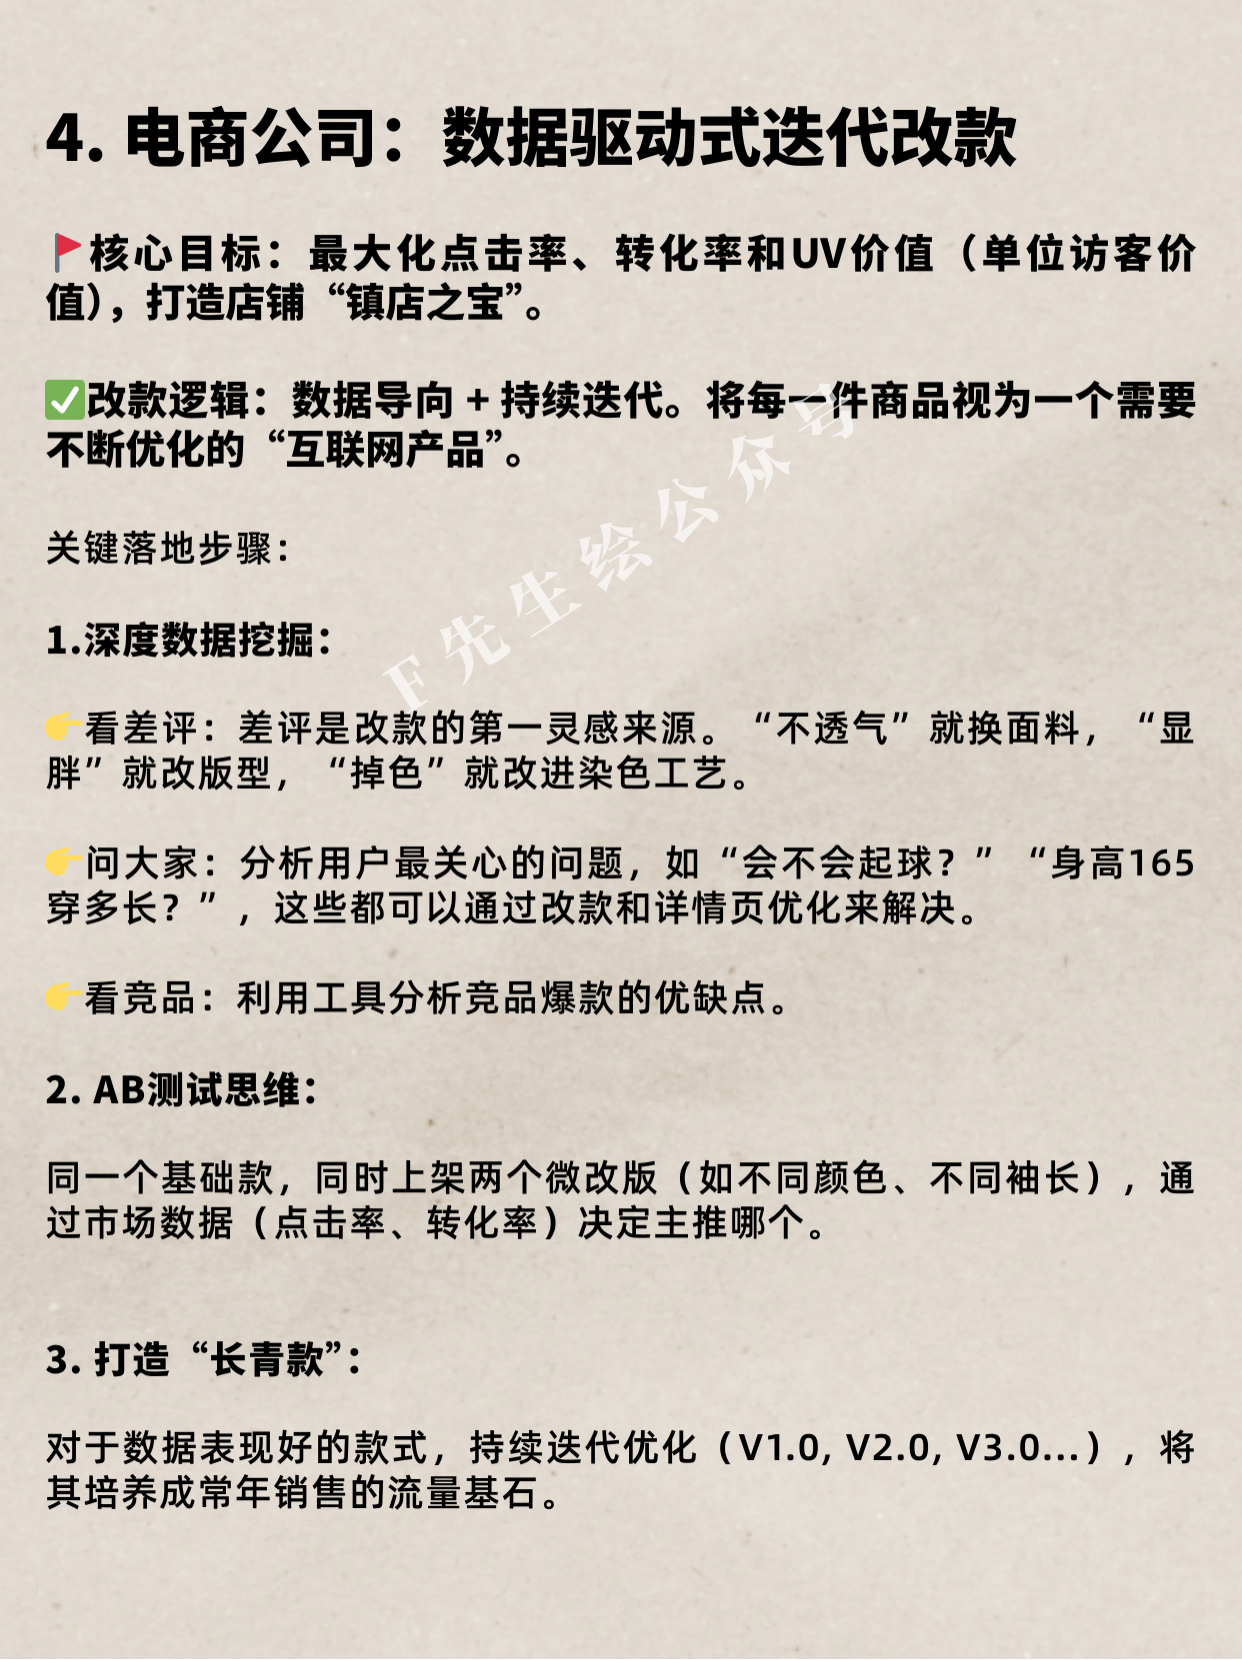 4. 电商公司：数据驱动式迭代改款
🚩核心目标：最大化点击率、转化率和UV价值（单位访客价
值），打造店铺“镇店之宝”。
✅改款逻辑：数据导向 + 持续迭代。将每一件商品视为一个需要
不断优化的“互联网产品”。
关键落地步骤：
1.深度数据挖掘：
👉看差评：差评是改款的第一灵感来源。“不透气”就换面料，“显
胖”就改版型，“掉色”就改进染色工艺。
👉问大家：分析用户最关心的问题，如“会不会起球？”“身高165
穿多长？”，这些都可以通过改款和详情页优化来解决。
👉看竞品：利用工具分析竞品爆款的优缺点。
2. AB测试思维：
同一个基础款，同时上架两个微改版（如不同颜色、不同袖长），通
过市场数据（点击率、转化率）决定主推哪个。
3. 打造“长青款”：
对于数据表现好的款式，持续迭代优化（V1.0, V2.0, V3.0...），将
其培养成常年销售的流量基石。
F先生绘公众号